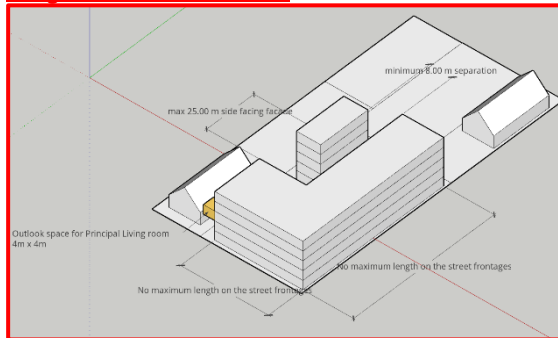 minimum 8.00 m separation
max 25.00 m side facing facade
Outlook space for Principal Living room
4m x 4m
No maximum length on the street frontages
No maximum length on the street frontages